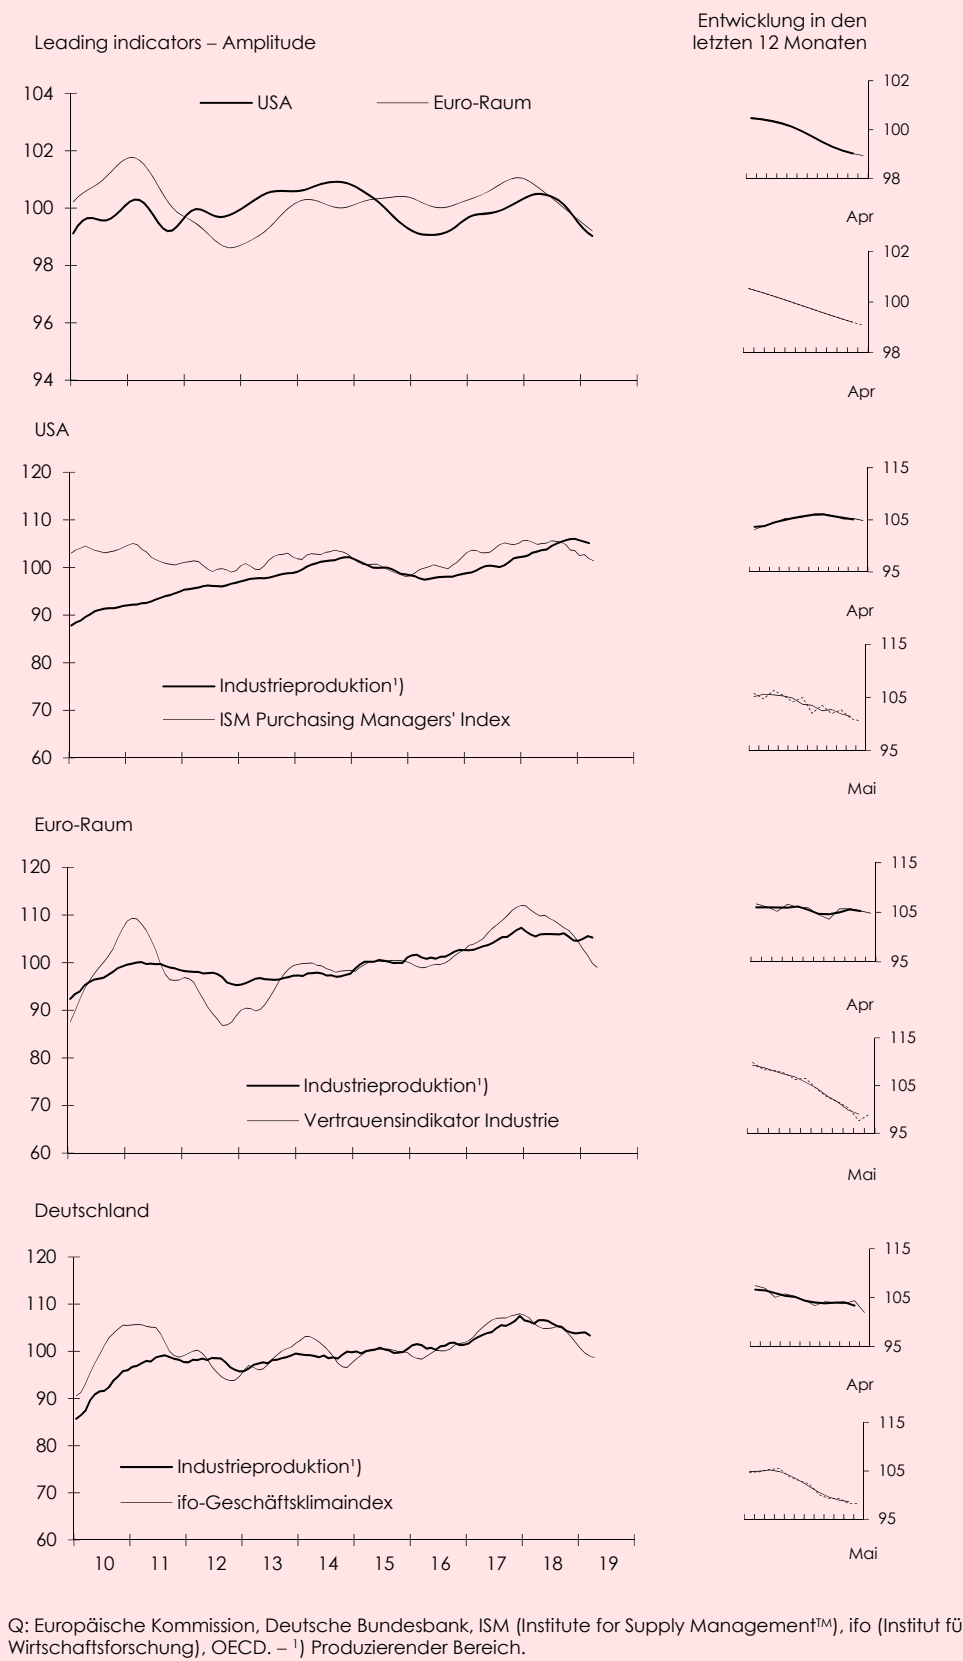 Entwicklung in den
letzten 12 Monaten
Leading indicators – Amplitude
104
102
100
98
96
94
USA
Euro-Raum
102
100
98
Apr
102
100
98
Apr
USA
120
110
100
90
80
70
60
Industrieproduktion¹)
ISM Purchasing Managers' Index
115
105
95
Apr
115
105
95
Mai
Euro-Raum
120
110
100
90
80
70
60
Industrieproduktion¹)
Vertrauensindikator Industrie
115
105
95
Apr
115
105
95
Mai
Deutschland
120
110
100
90
80
70
60
Industrieproduktion¹)
ifo-Geschäftsklimaindex
10 11 12 13 14 15 16 17 18 19
115
105
95
Apr
115
105
95
Mai
Q: Europäische Kommission, Deutsche Bundesbank, ISM (Institute for Supply Management™), ifo (Institut fü
Wirtschaftsforschung), OECD. – ¹) Produzierender Bereich.